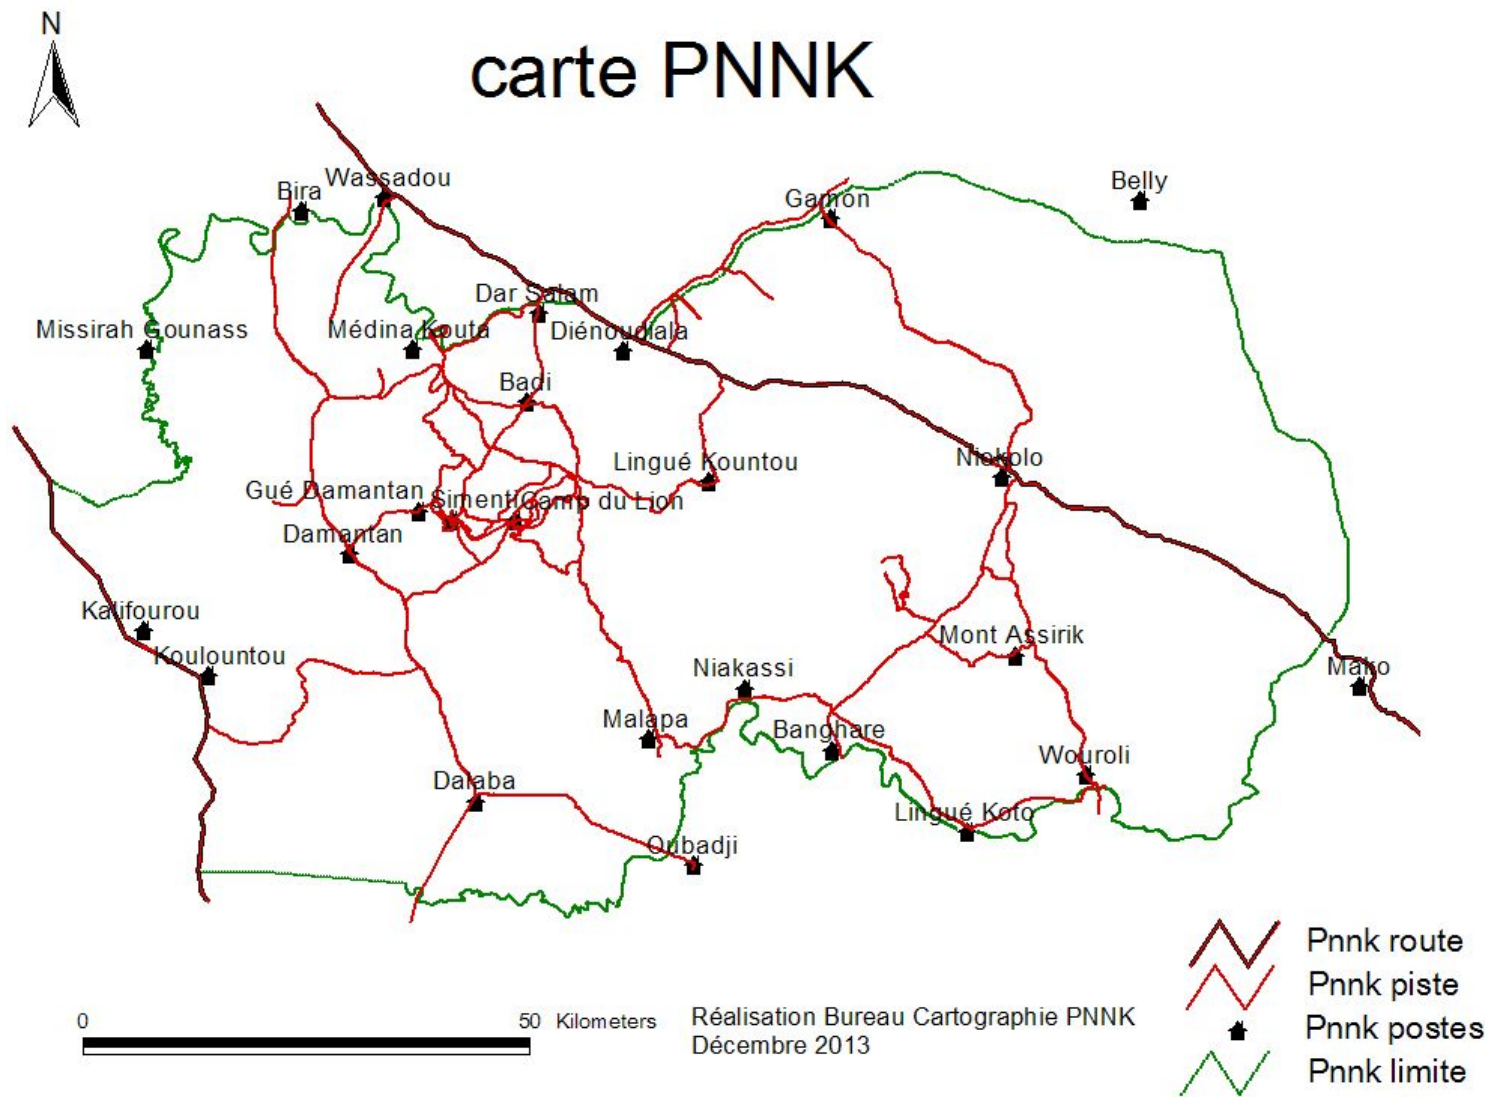 N
carte PNNK
Wassadou
Bira
Belly
Gamon
Dar Salam
Missirah Gounass
Médina Kouta
Diénoudiala
Badi
Lingué Kountou
Niokolo
Gué Damantan
Simenti
Camp du Lion
Damantan
Kalifourou
Mont Assirik
Koulountou
Niakassi
Mako
Malapa
Banghare
Wouroli
Dalaba
Lingué Koto
Oubadji
Pnnk route
Pnnk piste
Pnnk postes
Pnnk limite
0
50 Kilometers
Réalisation Bureau Cartographie PNNK
Décembre 2013